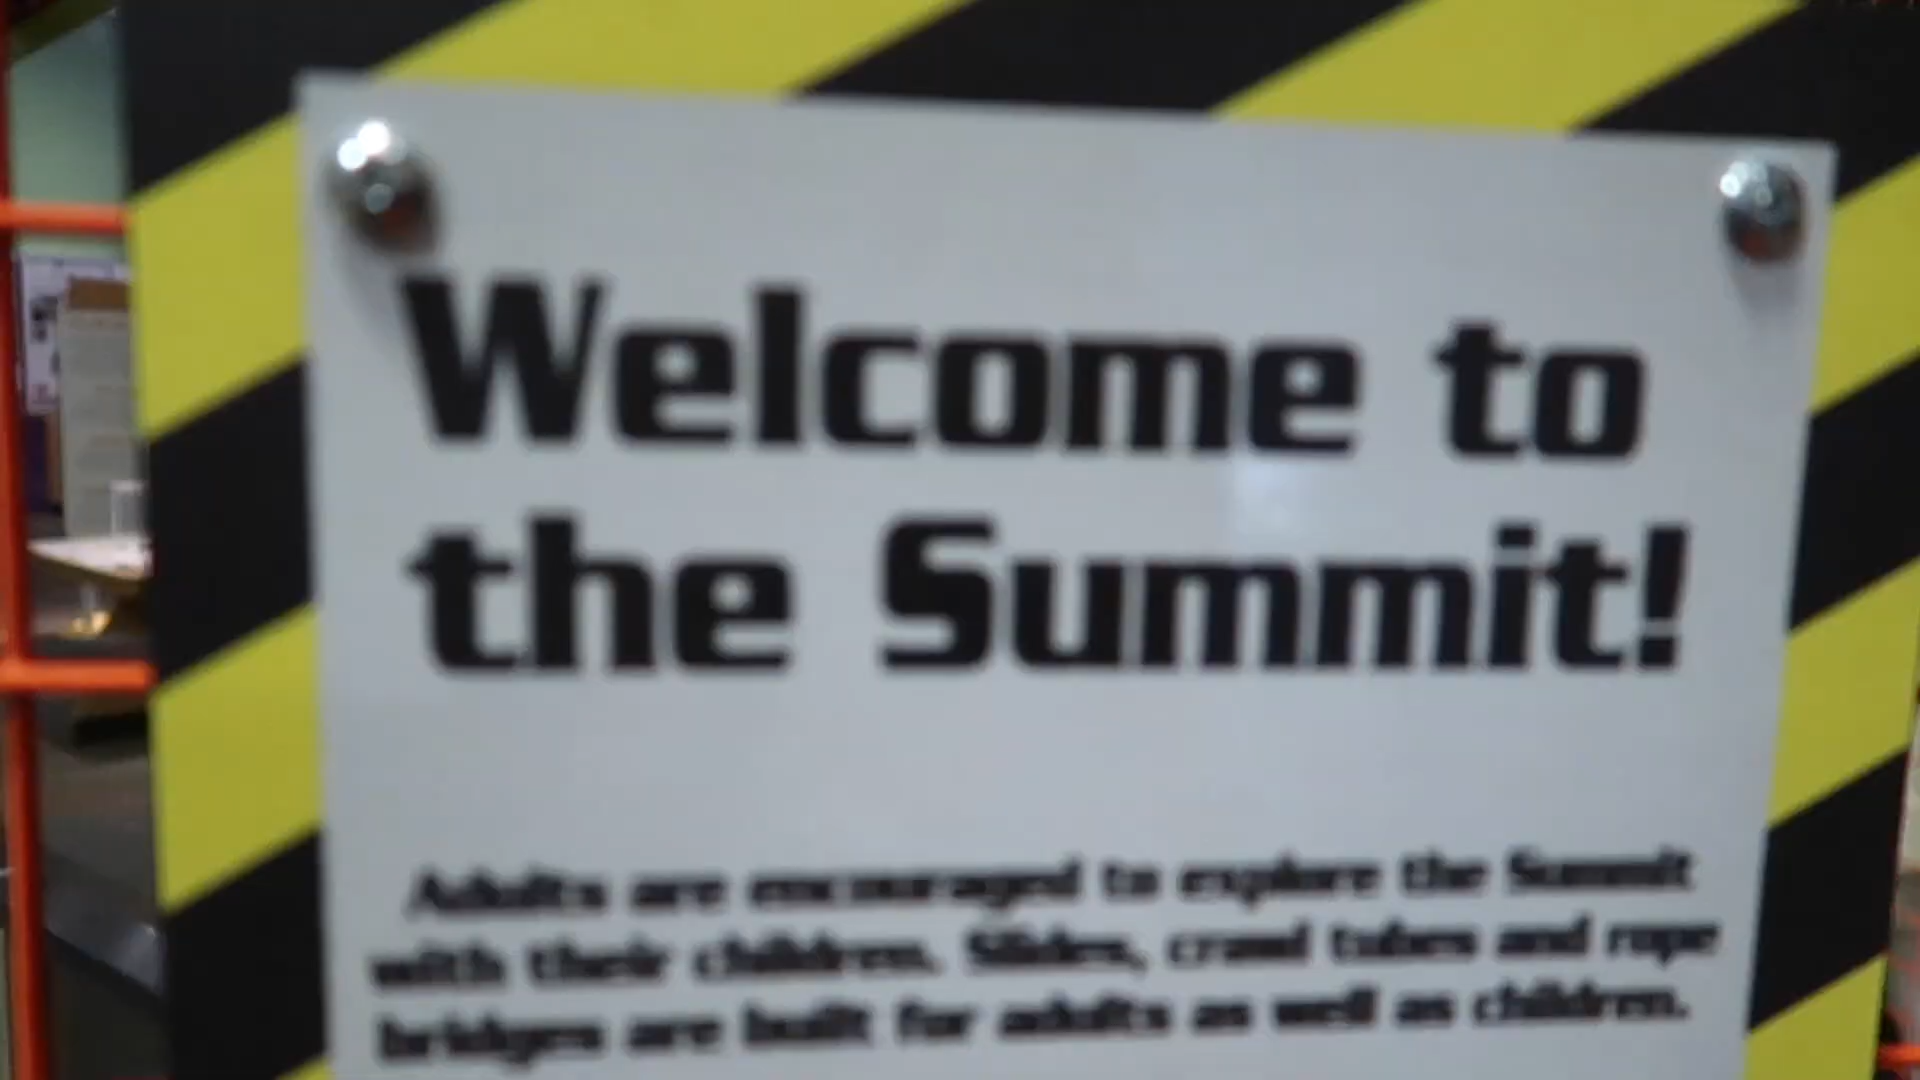 Welcome to
the Summit!
Adults are encouraged to explore the Summit
with their children. Slides, crawl tubes and rope
bridges are built for adults as well as children.